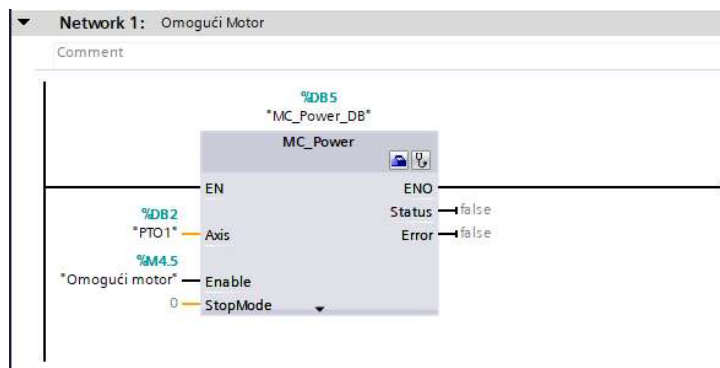 Network 1: Omogući Motor
Comment
%DB5
"MC_Power_DB"
MC_Power
EN
ENO
Status
false
%DB2
"PTO1"
Axis
Error
false
%M4.5
"Omogući motor"
Enable
0
StopMode